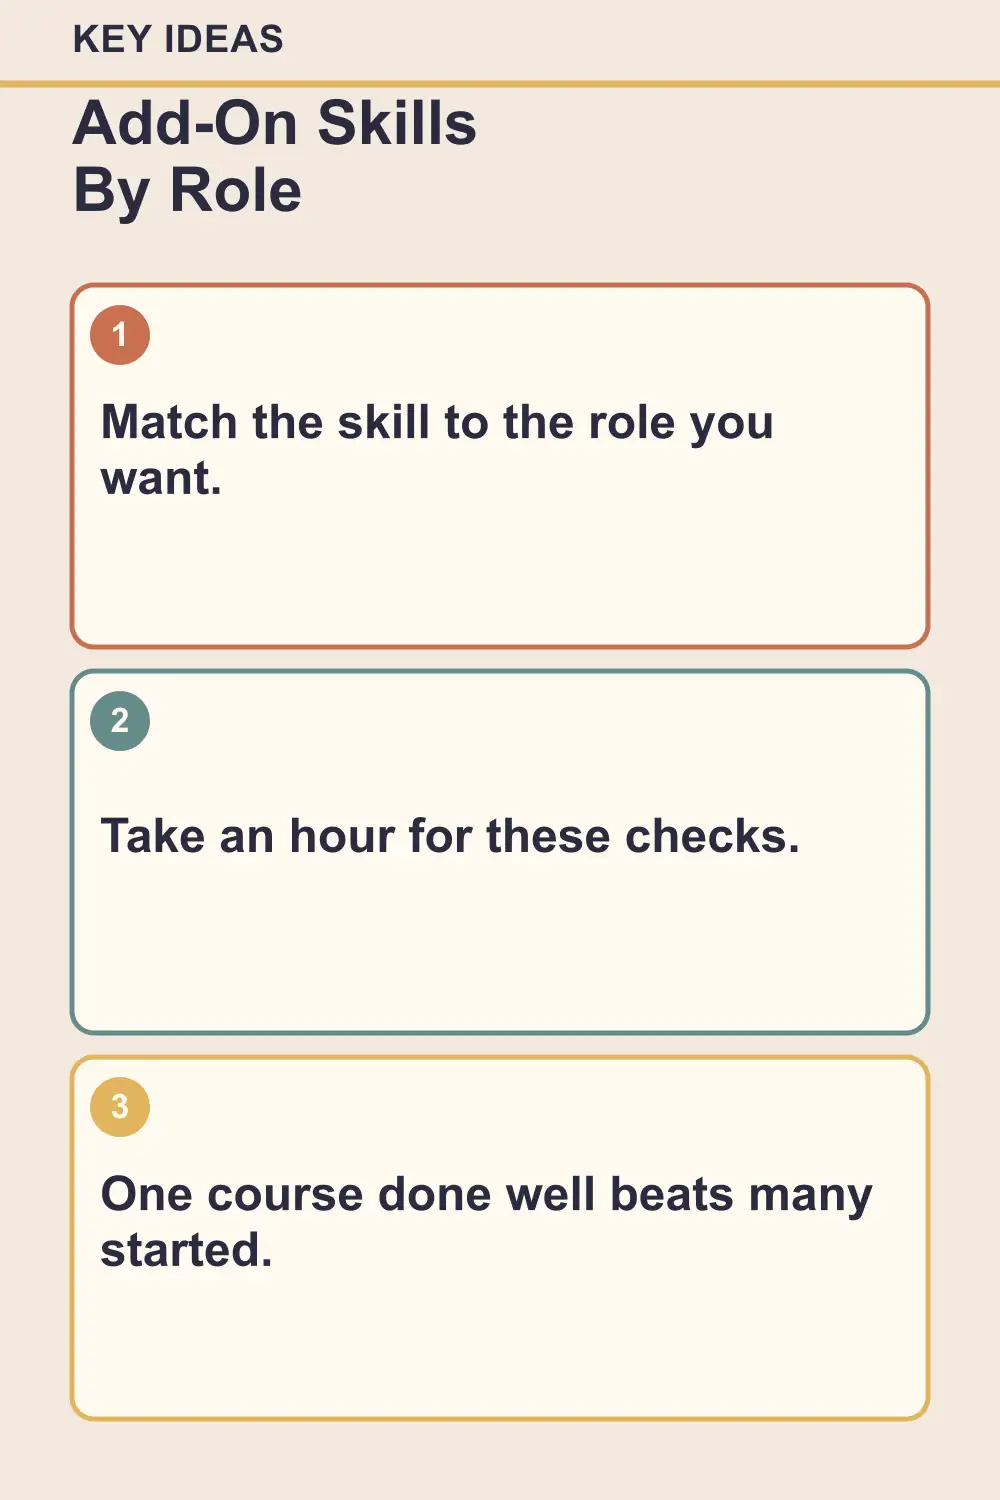 KEY IDEAS
Add-On Skills
By Role
1
Match the skill to the role you
want.
2
Take an hour for these checks.
3
One course done well beats many
started.